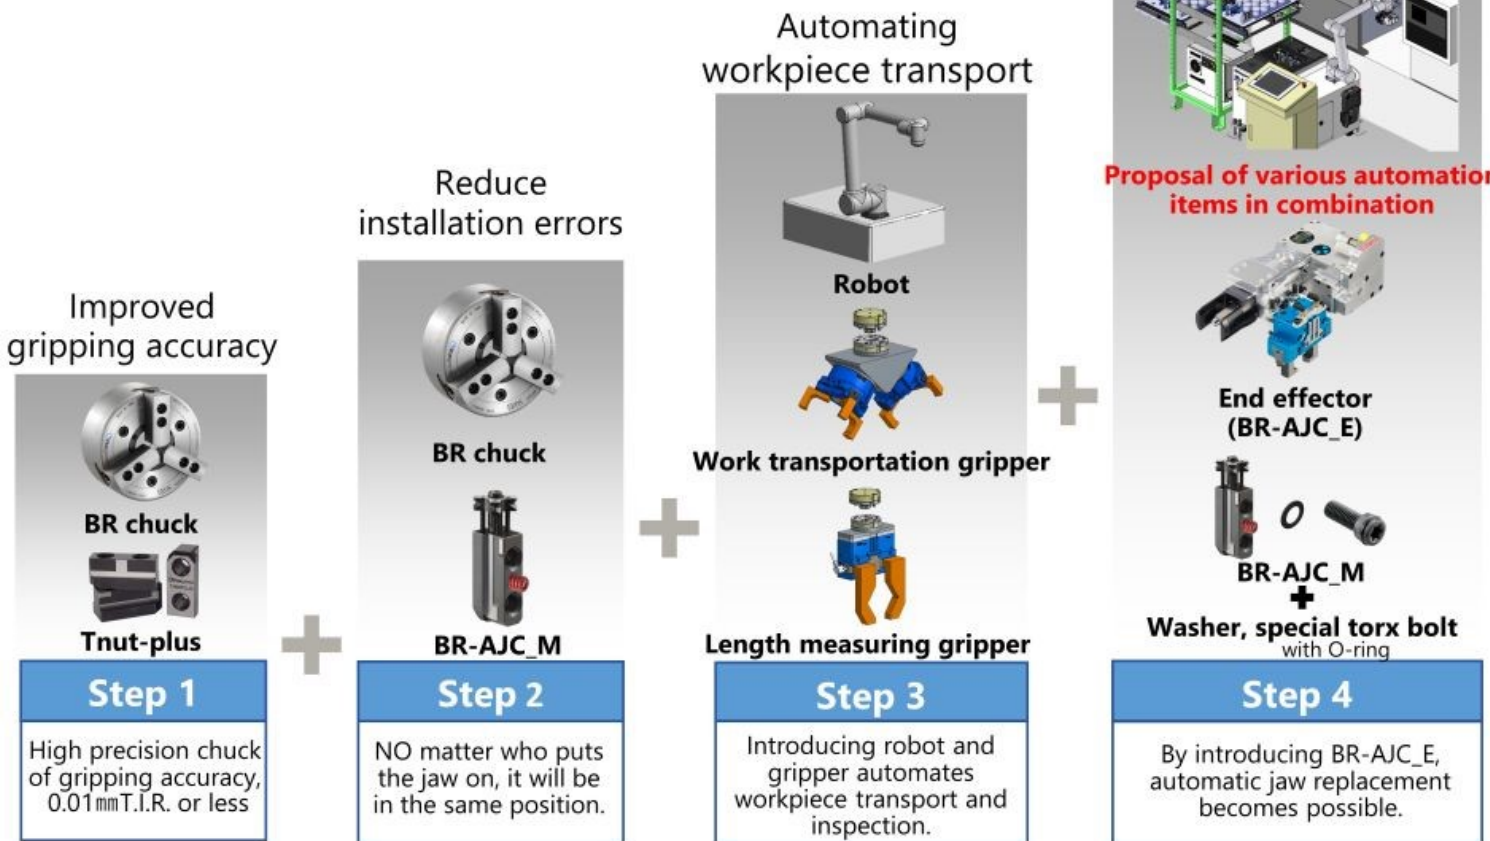 Improved
gripping accuracy
BR chuck
Tnut-plus
Step 1
High precision chuck
of gripping accuracy,
0.01㎜T.I.R. or less
Reduce
installation errors
BR chuck
BR-AJC_M
Step 2
NO matter who puts
the jaw on, it will be
in the same position.
Automating
workpiece transport
Robot
Work transportation gripper
Length measuring gripper
Step 3
Introducing robot and
gripper automates
workpiece transport and
inspection.
Proposal of various automation
items in combination
End effector
(BR-AJC_E)
BR-AJC_M
+
Washer, special torx bolt
with O-ring
Step 4
By introducing BR-AJC_E,
automatic jaw replacement
becomes possible.